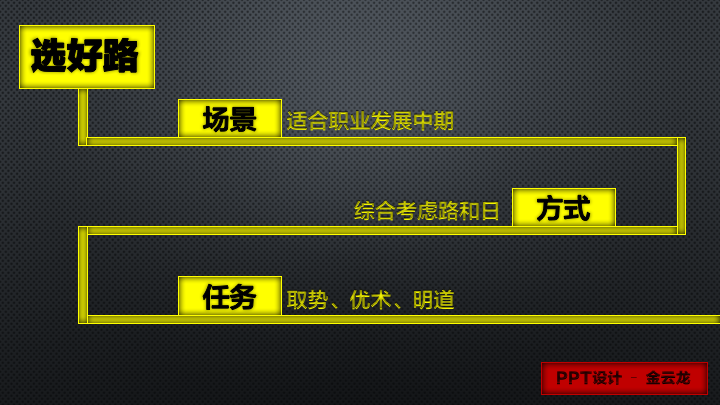 选好路
场景 适合职业发展中期
综合考虑路和日 方式
任务 取势、优术、明道
PPT设计 金云龙